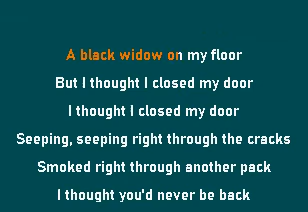 A black widow on my floor
But I thought I closed my door
I thought I closed my door
Seeping, seeping right through the cracks
Smoked right through another pack
I thought you'd never be back